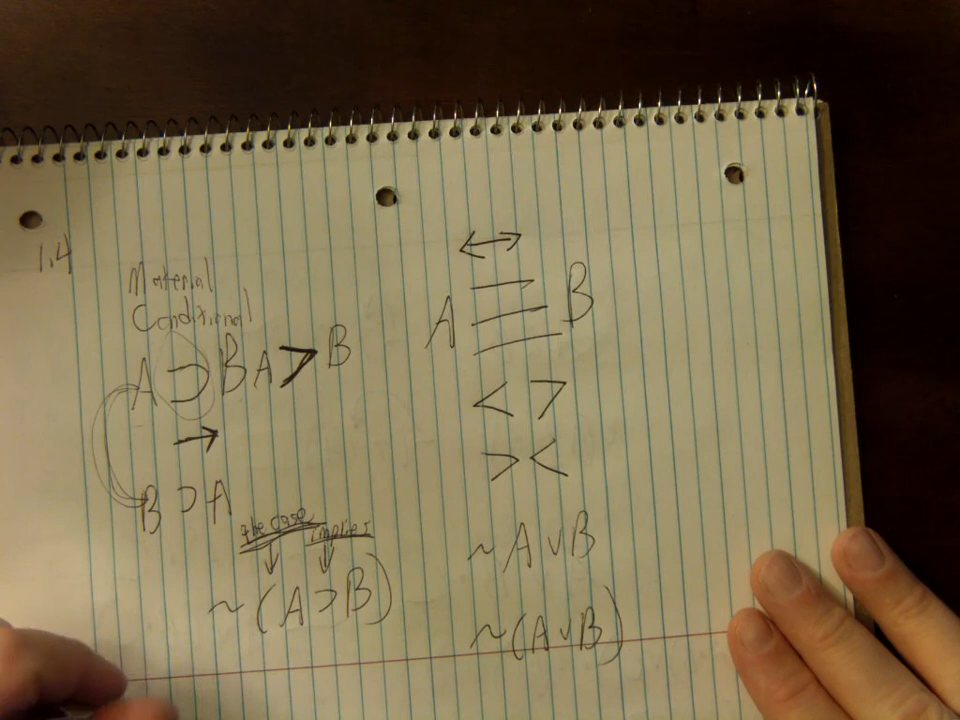 1.4
Material
Conditional
A ⊃ B A > B
→
B ⊃ A
the case implies
↓ ↓
~(A ⊃ B)
↔
A ≡ B
< >
> <
~A ∨ B
~(A ∨ B)